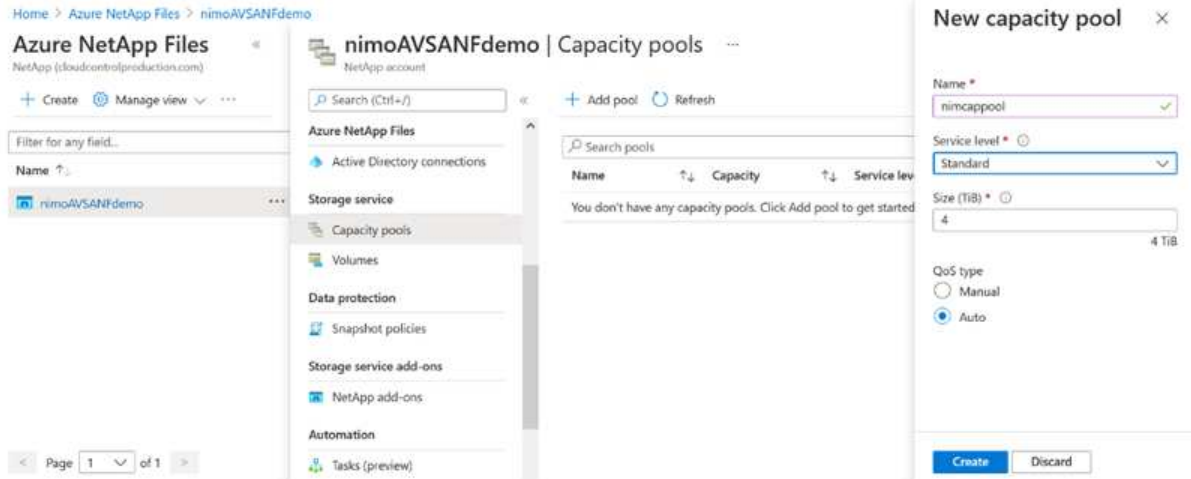 Home > Azure NetApp Files > nimoAVSANFdemo
Azure NetApp Files «
NetApp (cloudcontrolproduction.com)
+ Create Manage view ...
Filter for any field...
Name ↑↓
nimoAVSANFdemo ...
< Page 1 of 1 >
nimoAVSANFdemo | Capacity pools ...
NetApp account
Search (Ctrl+/) «
Azure NetApp Files
Active Directory connections
Storage service
Capacity pools
Volumes
Data protection
Snapshot policies
Storage service add-ons
NetApp add-ons
Automation
Tasks (preview)
+ Add pool Refresh
Search pools
Name ↑↓ Capacity ↑↓ Service lev
You don't have any capacity pools. Click Add pool to get started
New capacity pool ×
Name *
nimcappool
Service level *
Standard
Size (TiB) *
4
4 TiB
QoS type
Manual
Auto
Create Discard